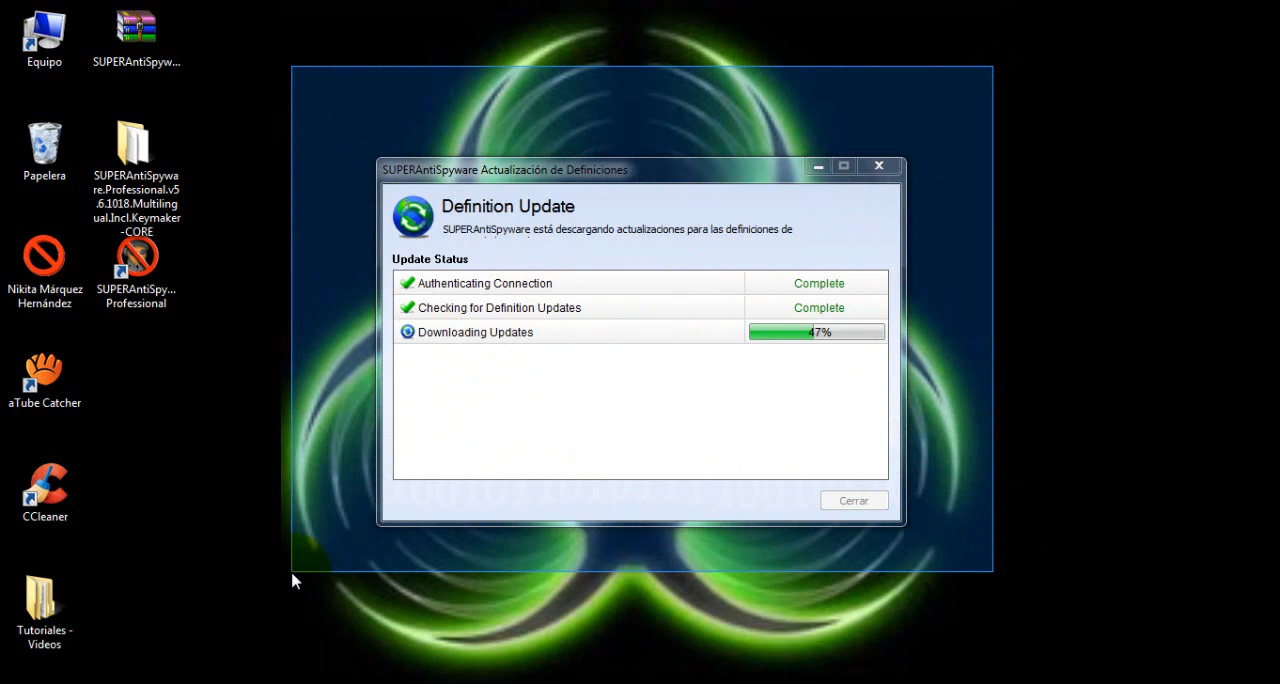 Equipo
SUPERAntiSpyw...
Papelera
SUPERAntiSpywa
re.Professional.v5
.6.1018.Multiling
ual.Incl.Keymaker
-CORE
Nikita Márquez
Hernández
SUPERAntiSpy...
Professional
aTube Catcher
CCleaner
Tutoriales -
Videos
SUPERAntiSpyware Actualización de Definiciones
Definition Update
SUPERAntiSpyware está descargando actualizaciones para las definiciones de
Update Status
Authenticating Connection Complete
Checking for Definition Updates Complete
Downloading Updates 47%
Cerrar